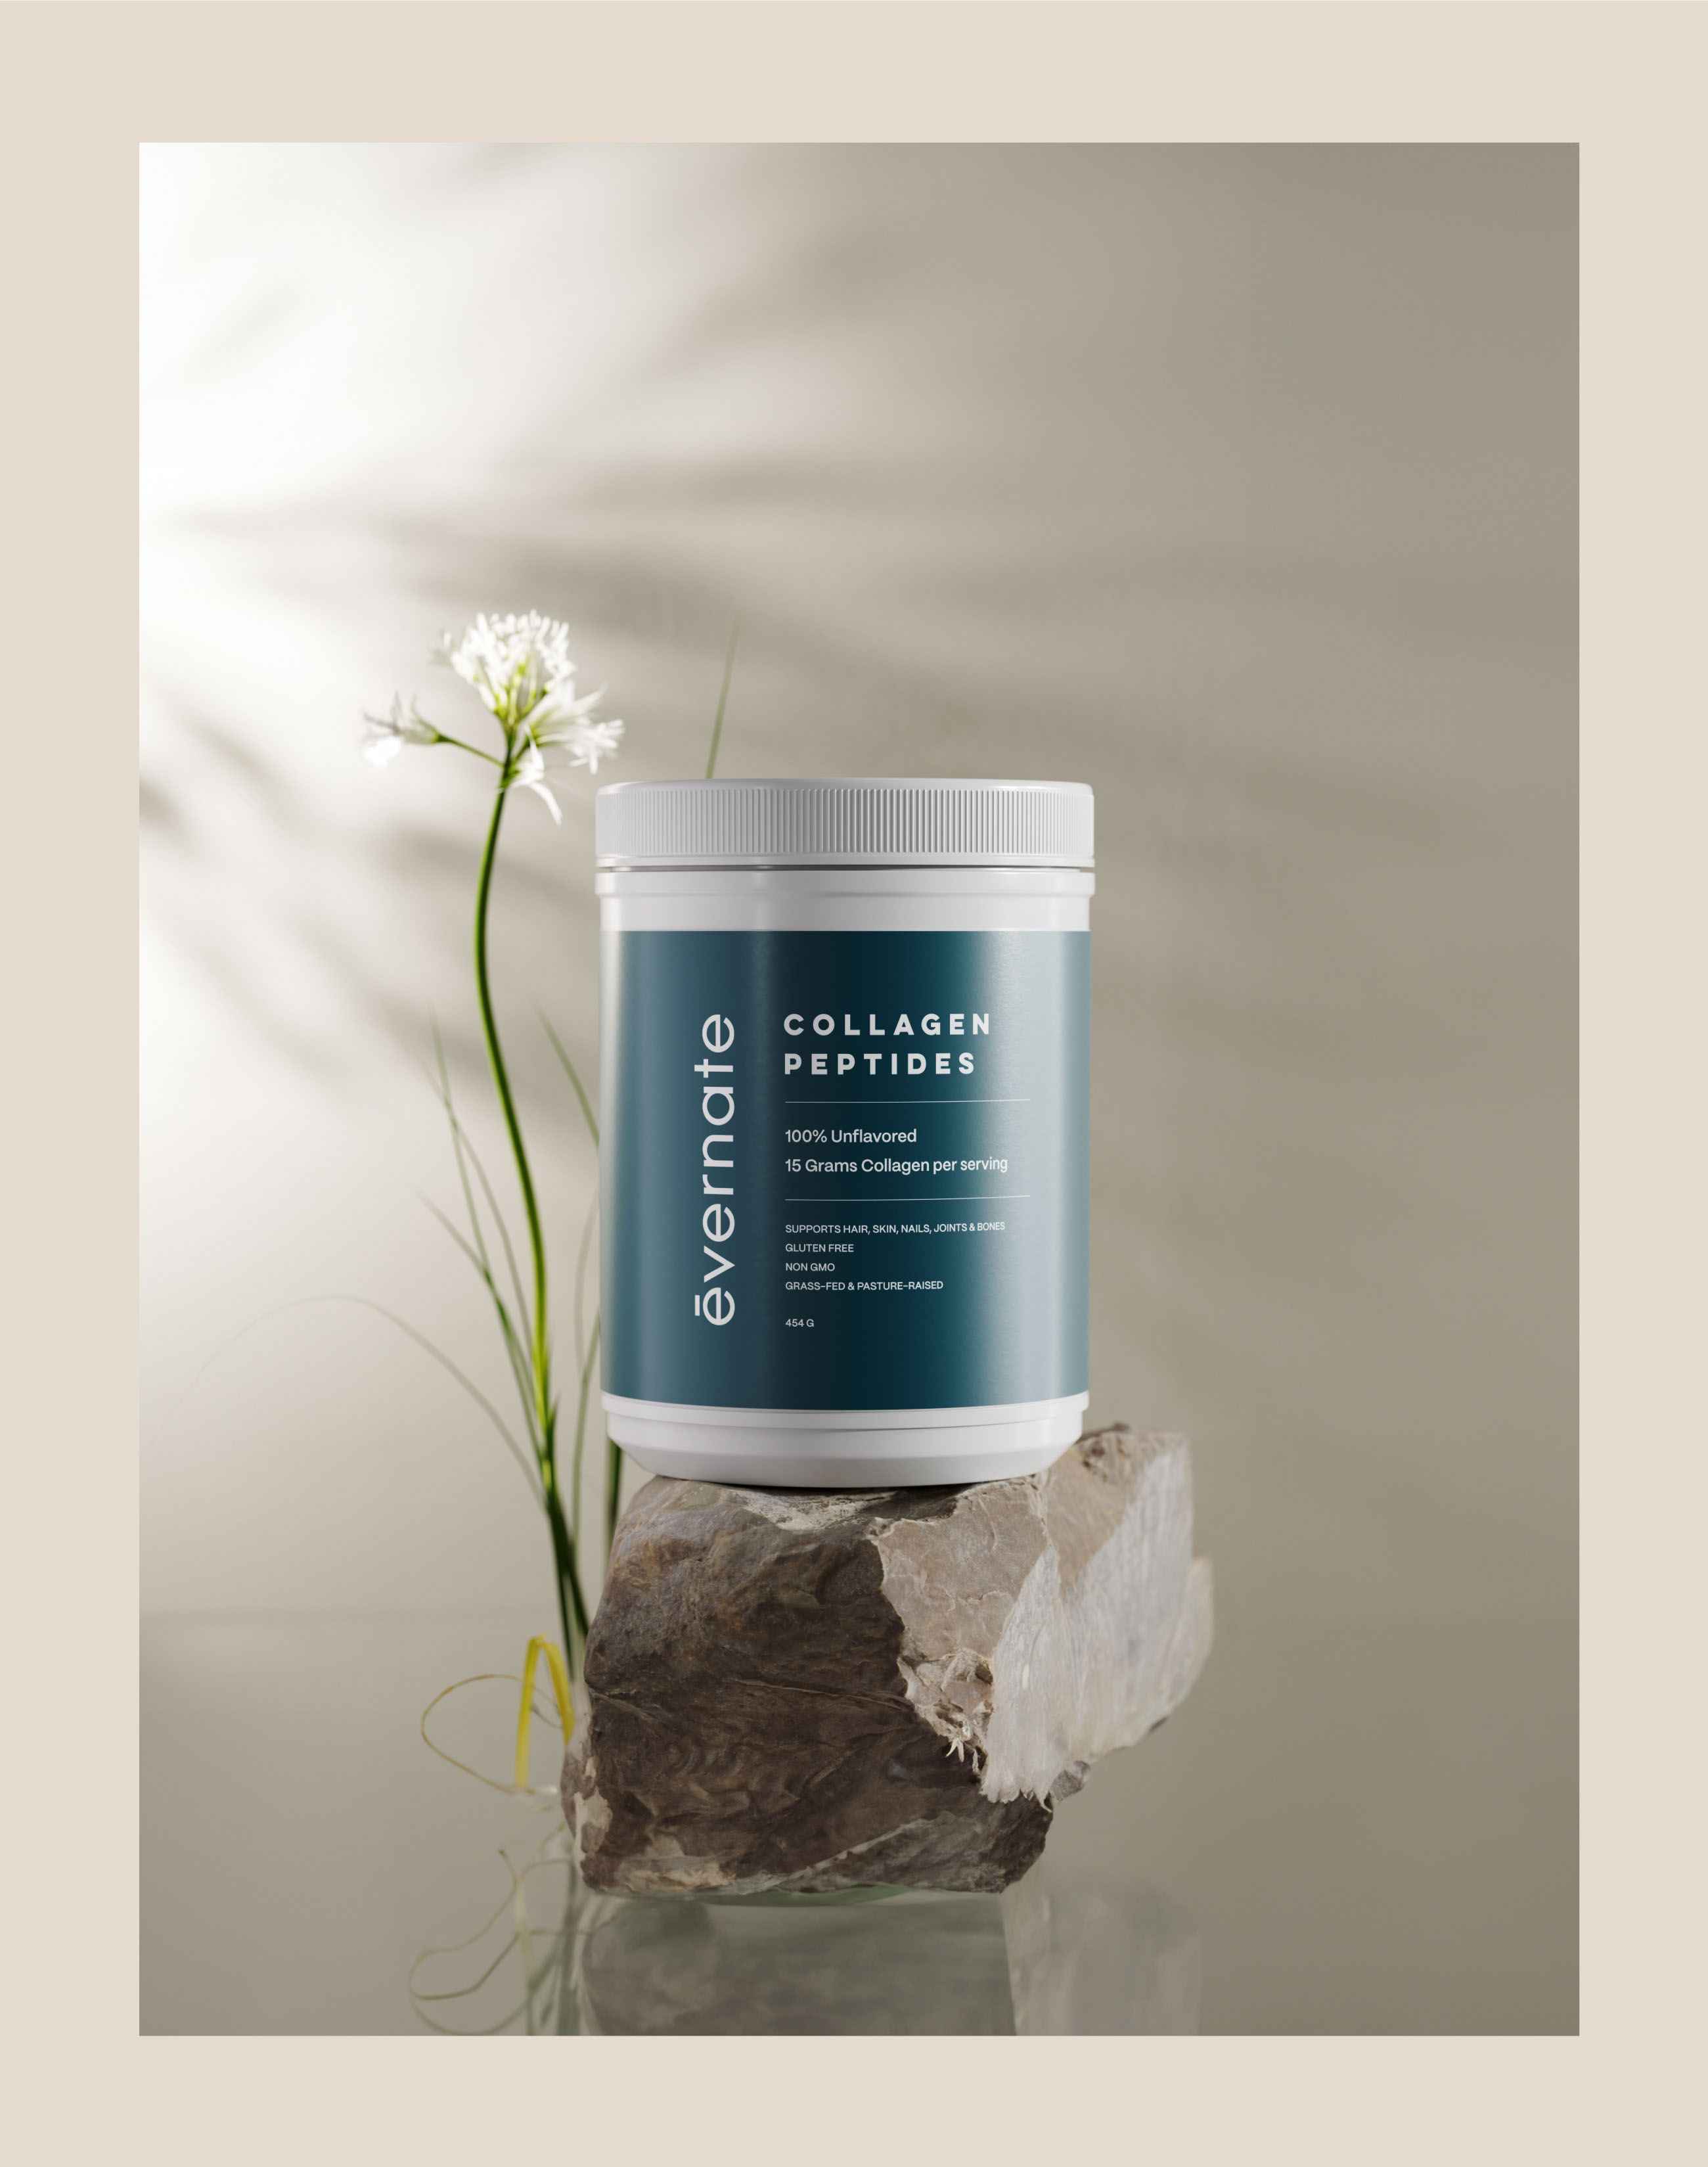 ēvernate
COLLAGEN
PEPTIDES
100% Unflavored
15 Grams Collagen per serving
SUPPORTS HAIR, SKIN, NAILS, JOINTS & BONES
GLUTEN FREE
NON GMO
GRASS-FED & PASTURE-RAISED
454 G